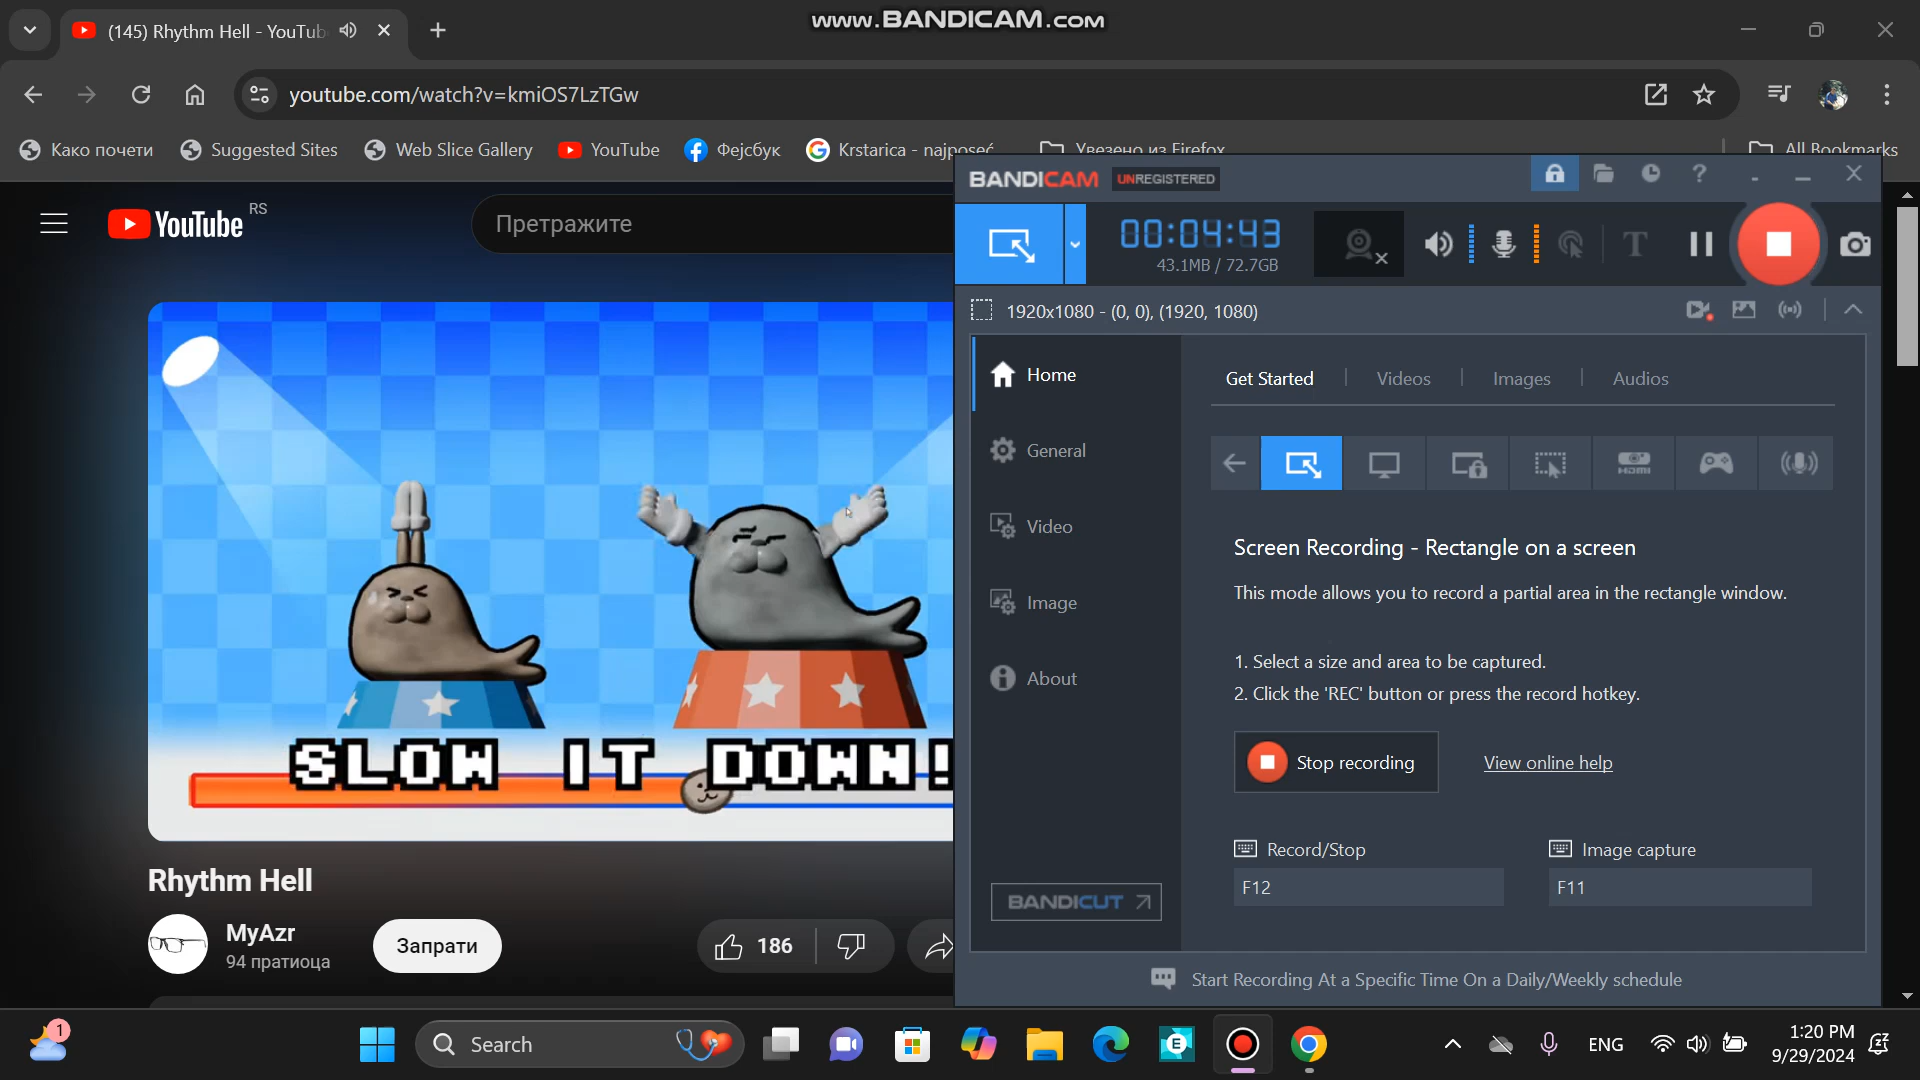 www.BANDICAM.com
(145) Rhythm Hell - YouTub
youtube.com/watch?v=kmiOS7LzTGw
Како почети
Suggested Sites
Web Slice Gallery
YouTube
Фејсбук
Krstarica - najposeć
Увезено из Firefox
All Bookmarks
YouTube RS
Претражите
BANDICAM UNREGISTERED
00:04:43
43.1MB / 72.7GB
1920x1080 - (0, 0), (1920, 1080)
Home
General
Video
Image
About
BANDICUT
Get Started
Videos
Images
Audios
HDMI
Screen Recording - Rectangle on a screen
This mode allows you to record a partial area in the rectangle window.
1. Select a size and area to be captured.
2. Click the 'REC' button or press the record hotkey.
Stop recording
View online help
Record/Stop
F12
Image capture
F11
Start Recording At a Specific Time On a Daily/Weekly schedule
SLOW IT DOWN!
Rhythm Hell
MyAzr
94 пратиоца
Запрати
186
1
Search
ENG
1:20 PM
9/29/2024